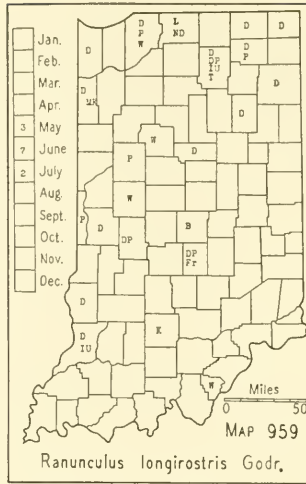 Jan.
Feb.
Mar.
Apr.
3 May
7 June
2 July
Aug.
Sept.
Oct.
Nov.
Dec.
D
D
P
W
L
ND
D
DP
IU
T
D
D
P
D
D
D
MK
D
W
D
P
W
P
D
DP
B
DP
Fr
D
D
IU
K
W
Miles
0 50
MAP 959
Ranunculus longirostris Godr.